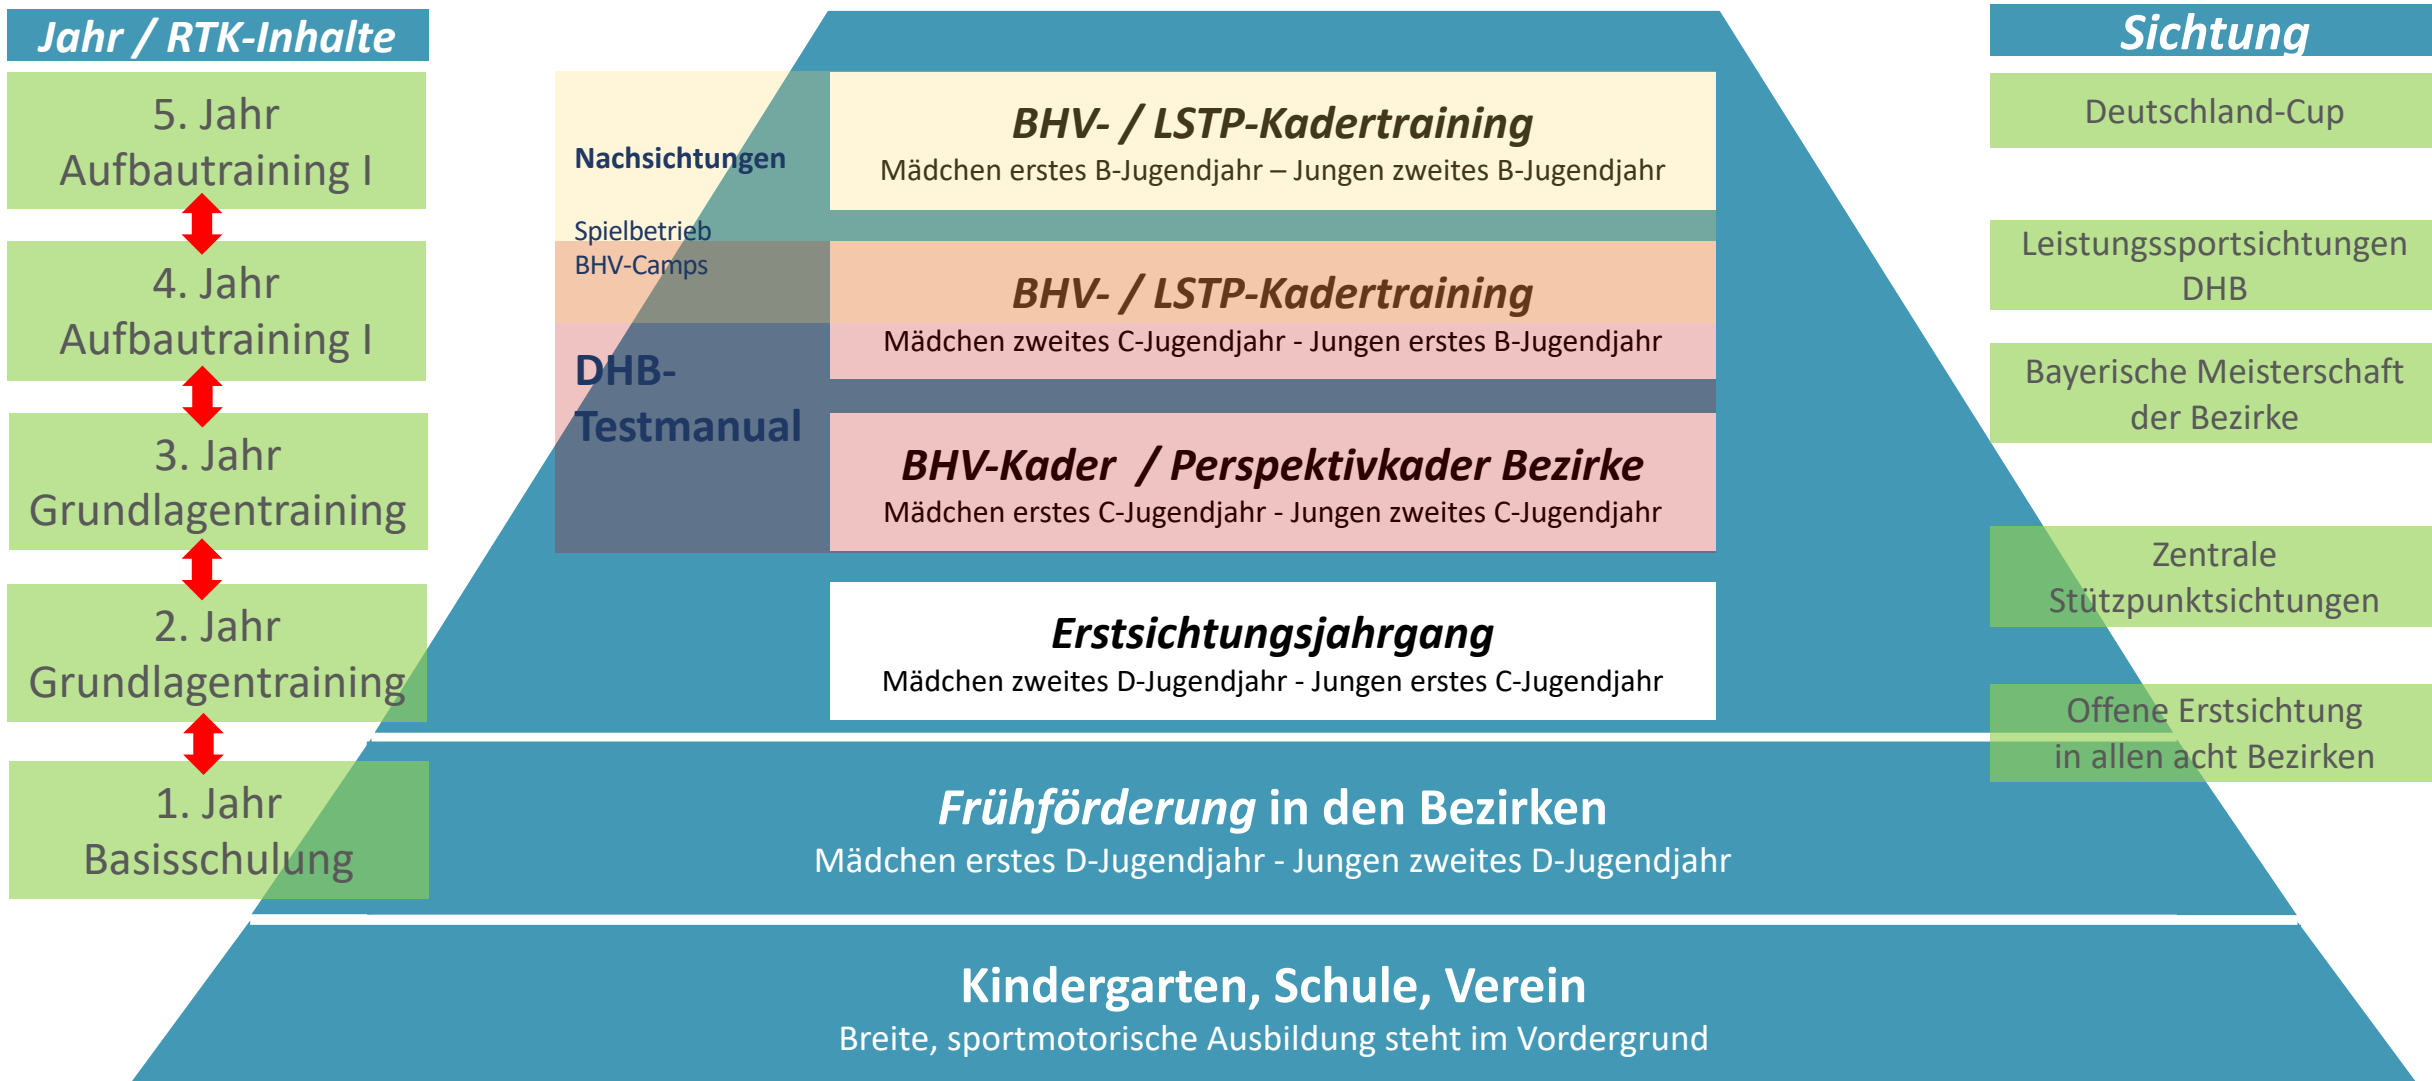 Jahr / RTK-Inhalte
5. Jahr
Aufbautraining I
4. Jahr
Aufbautraining I
3. Jahr
Grundlagentraining
2. Jahr
Grundlagentraining
1. Jahr
Basisschulung
Nachsichtungen
Spielbetrieb
BHV-Camps
DHB-
Testmanual
BHV- / LSTP-Kadertraining
Mädchen erstes B-Jugendjahr – Jungen zweites B-Jugendjahr
BHV- / LSTP-Kadertraining
Mädchen zweites C-Jugendjahr - Jungen erstes B-Jugendjahr
BHV-Kader / Perspektivkader Bezirke
Mädchen erstes C-Jugendjahr - Jungen zweites C-Jugendjahr
Erstsichtungsjahrgang
Mädchen zweites D-Jugendjahr - Jungen erstes C-Jugendjahr
Frühförderung in den Bezirken
Mädchen erstes D-Jugendjahr - Jungen zweites D-Jugendjahr
Kindergarten, Schule, Verein
Breite, sportmotorische Ausbildung steht im Vordergrund
Sichtung
Deutschland-Cup
Leistungssportsichtungen
DHB
Bayerische Meisterschaft
der Bezirke
Zentrale
Stützpunktsichtungen
Offene Erstsichtung
in allen acht Bezirken